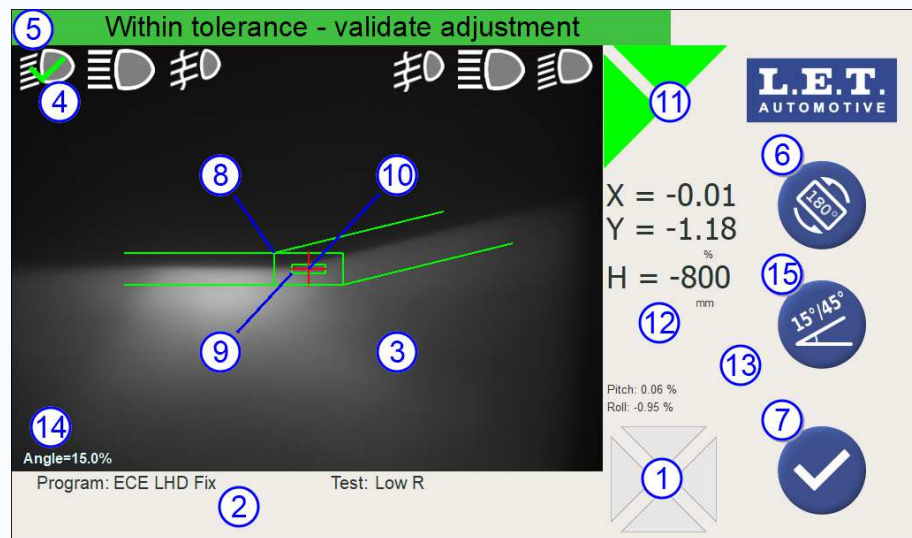 Within tolerance - validate adjustment
5
4
8
10
11
L.E.T.
AUTOMOTIVE
6
180°
X = -0.01
Y = -1.18
%
H = -800
mm
15
15°/45°
12
9
3
13
Pitch: 0.06 %
Roll: -0.95 %
14
Angle=15.0%
7
1
Program: ECE LHD Fix Test: Low R
2